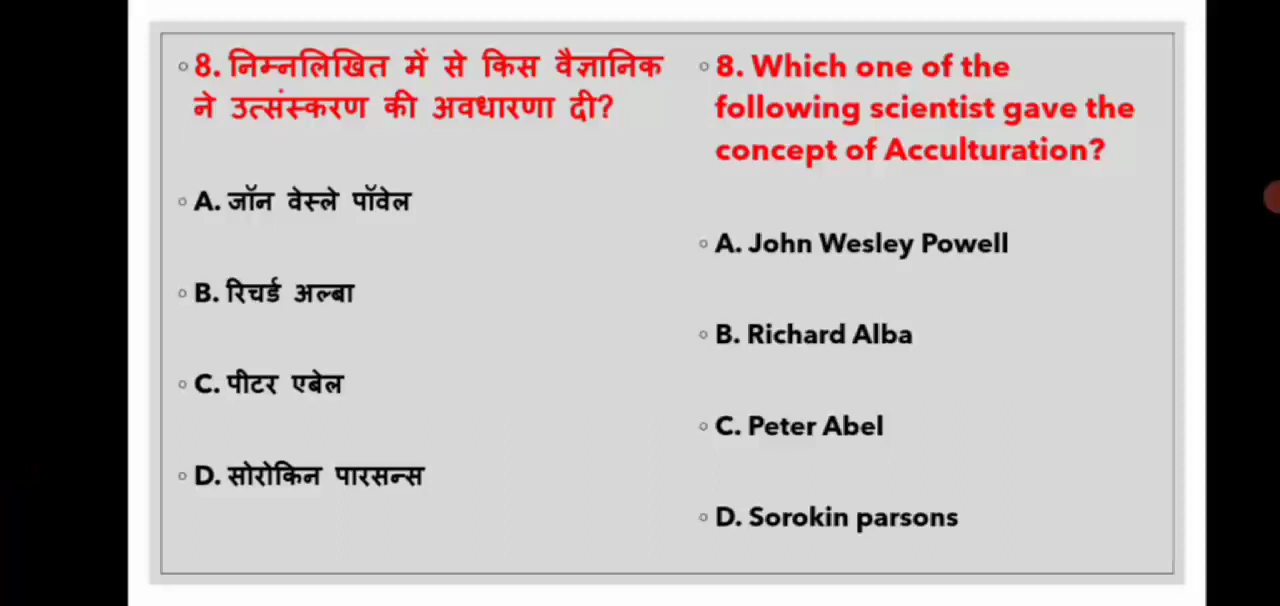 8. निम्नलिखित में से किस वैज्ञानिक
ने उत्संस्करण की अवधारणा दी?
A. जॉन वेस्ले पॉवेल
B. रिचर्ड अल्बा
C. पीटर एबेल
D. सोरोकिन पारसन्स
8. Which one of the
following scientist gave the
concept of Acculturation?
A. John Wesley Powell
B. Richard Alba
C. Peter Abel
D. Sorokin parsons